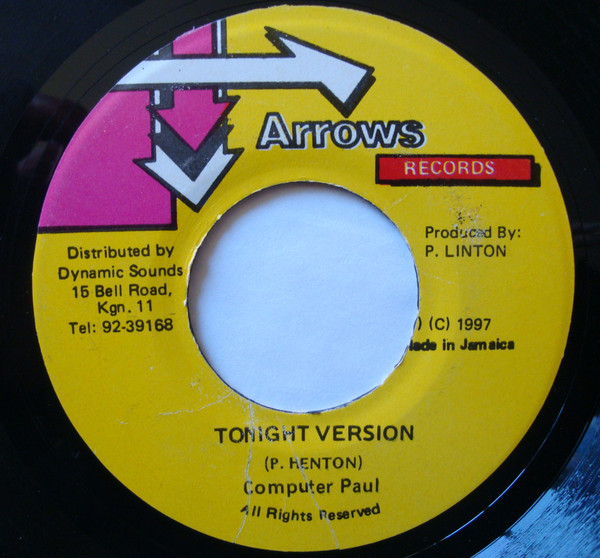 Arrows
RECORDS
Distributed by
Dynamic Sounds
15 Bell Road,
Kgn. 11
Tel: 92-39168
Produced By:
P. LINTON
) (C) 1997
ade in Jamaica
TONIGHT VERSION
(P. HENTON)
Computer Paul
All Rights Reserved